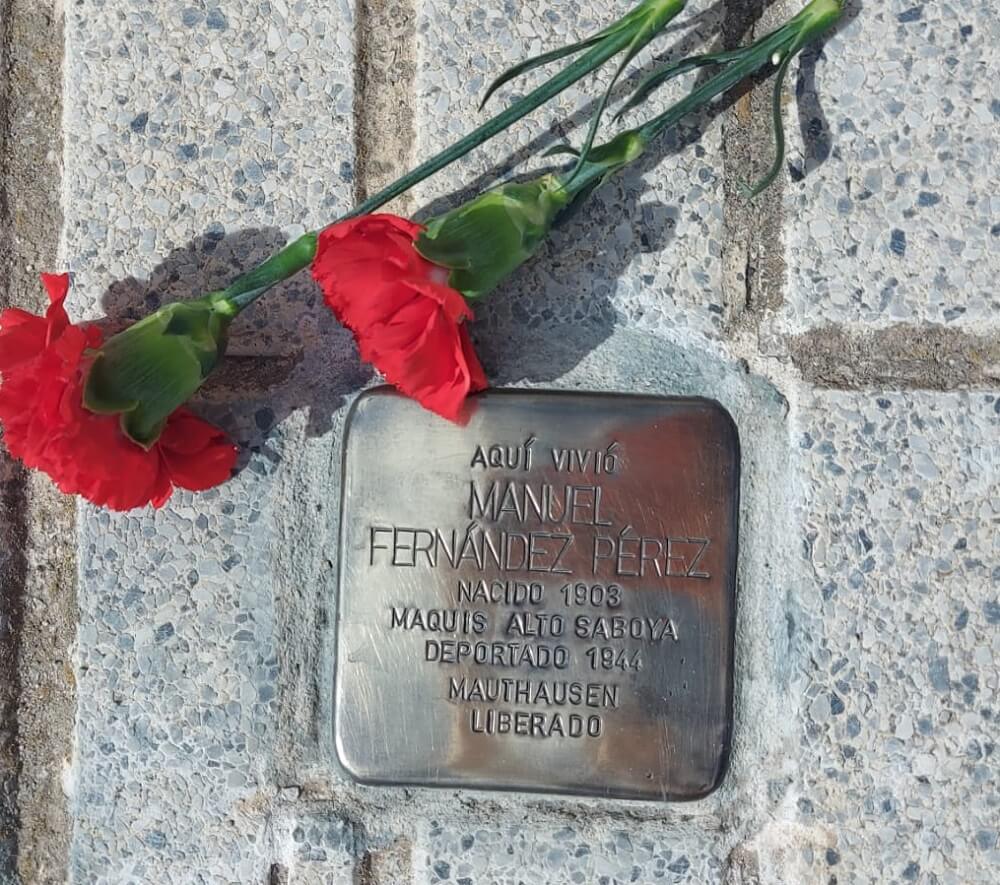 AQUÍ VIVIÓ
MANUEL
FERNÁNDEZ PÉREZ
NACIDO 1903
MAQUIS ALTO SABOYA
DEPORTADO 1944
MAUTHAUSEN
LIBERADO